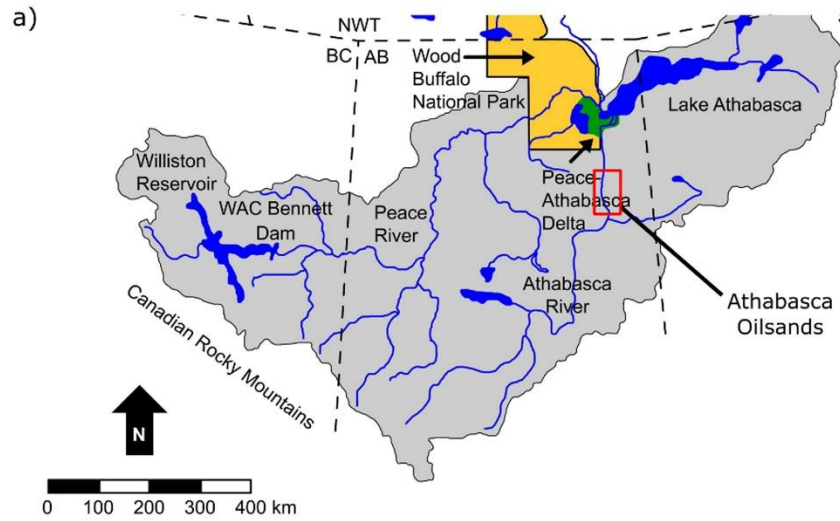 a)
NWT
BC AB
Wood
Buffalo
National Park
Lake Athabasca
Williston
Reservoir
WAC Bennett
Dam
Peace
River
Peace-
Athabasca
Delta
Athabasca
River
Athabasca
Oilsands
Canadian Rocky Mountains
N
0 100 200 300 400 km